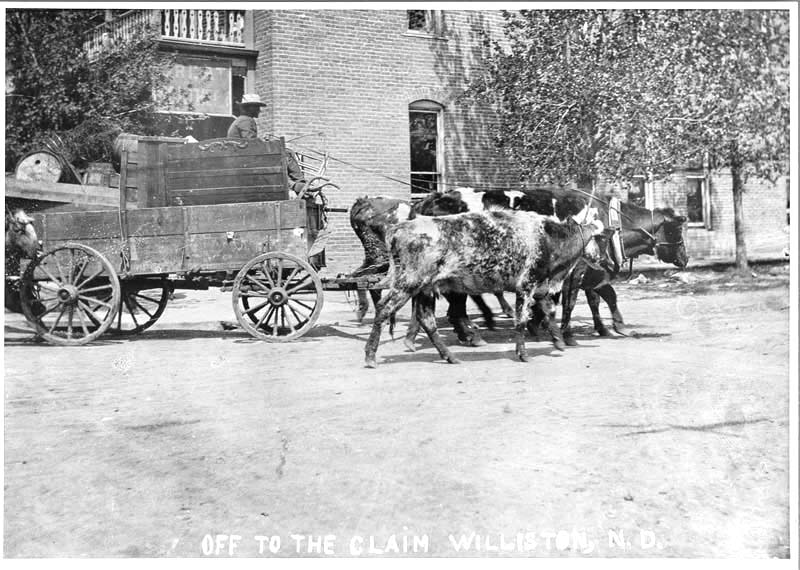 OFF TO THE CLAIM WILLISTON, N.D.